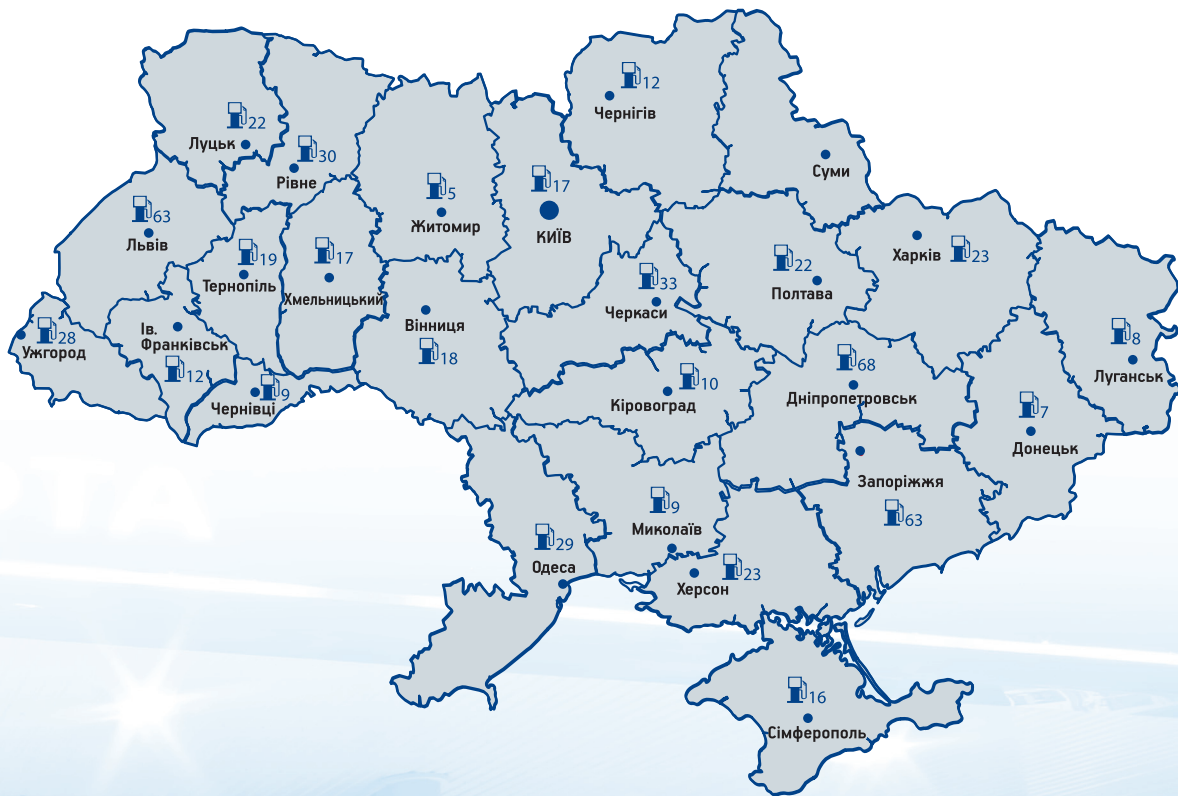 12
Чернігів
22
Луцьк
30
Рівне
Суми
17
КИЇВ
5
Житомир
63
Львів
19
Тернопіль
17
Хмельницький
Харків
23
22
Полтава
33
Черкаси
Вінниця
18
28
Ужгород
Ів.
Франківськ
12
9
Чернівці
8
Луганськ
68
Дніпропетровськ
10
Кіровоград
7
Донецьк
Запоріжжя
63
9
Миколаїв
29
Одеса
Херсон
23
16
Сімферополь